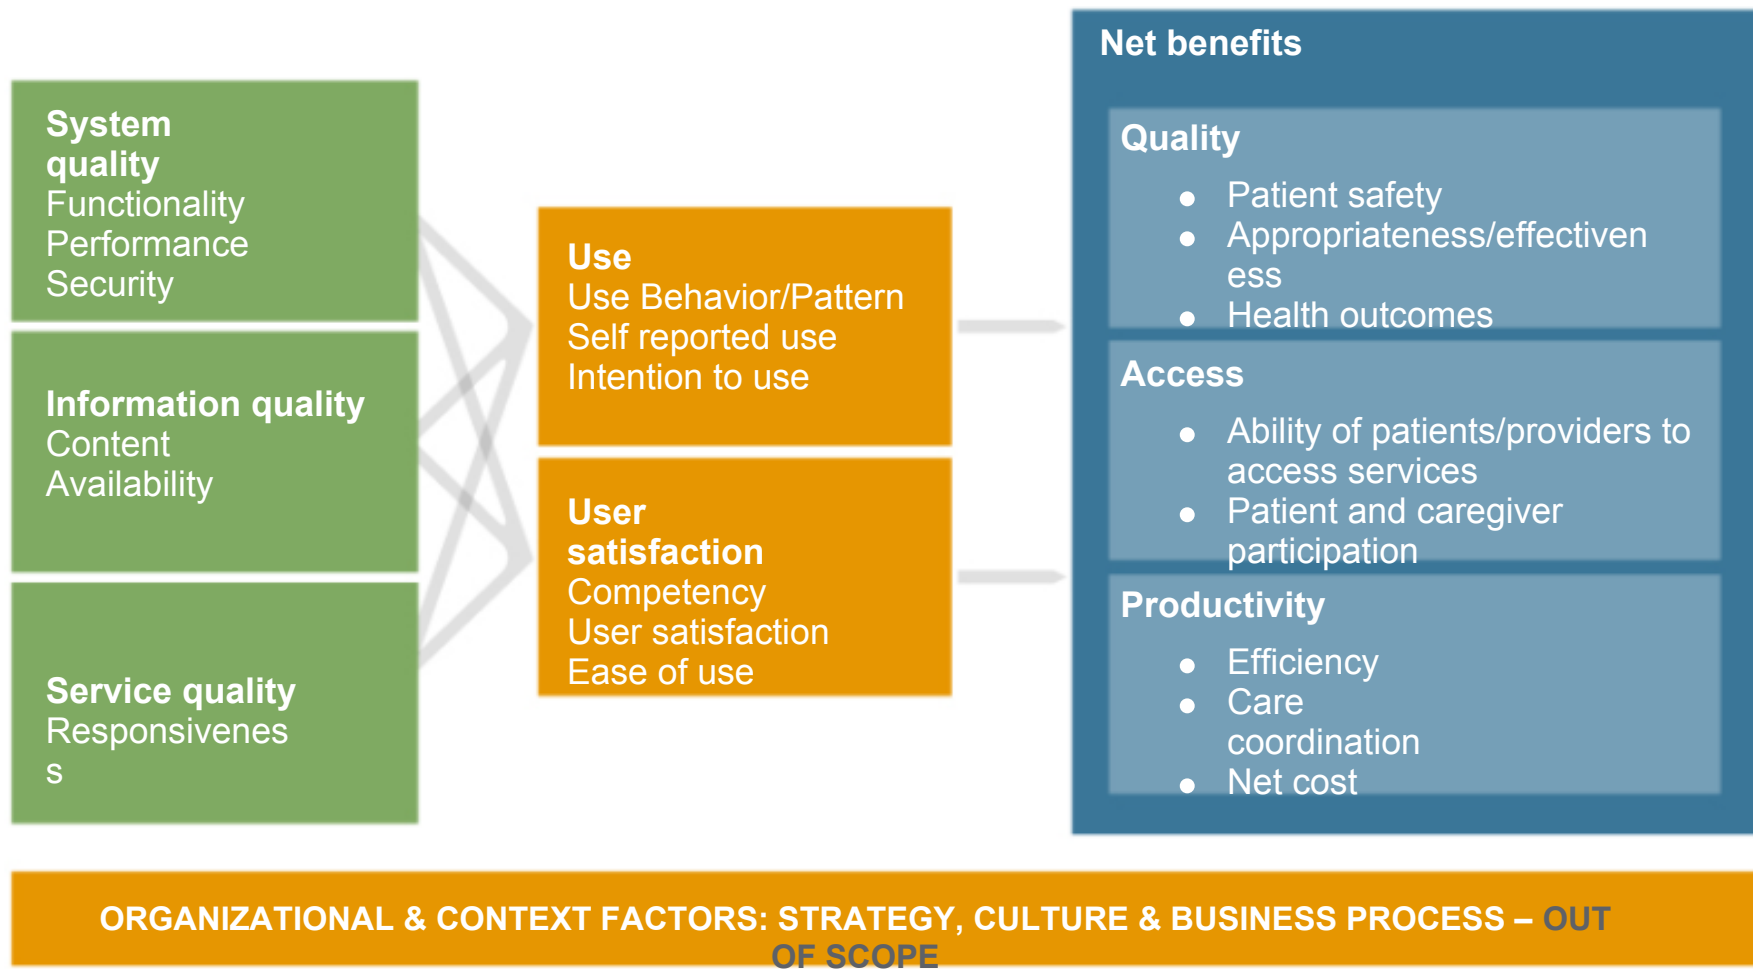 System
quality
Functionality
Performance
Security
Information quality
Content
Availability
Service quality
Responsivenes
s
Use
Use Behavior/Pattern
Self reported use
Intention to use
User
satisfaction
Competency
User satisfaction
Ease of use
Net benefits
Quality
● Patient safety
● Appropriateness/effectiven
ess
● Health outcomes
Access
● Ability of patients/providers to
access services
● Patient and caregiver
participation
Productivity
● Efficiency
● Care
coordination
● Net cost
ORGANIZATIONAL & CONTEXT FACTORS: STRATEGY, CULTURE & BUSINESS PROCESS – OUT
OF SCOPE